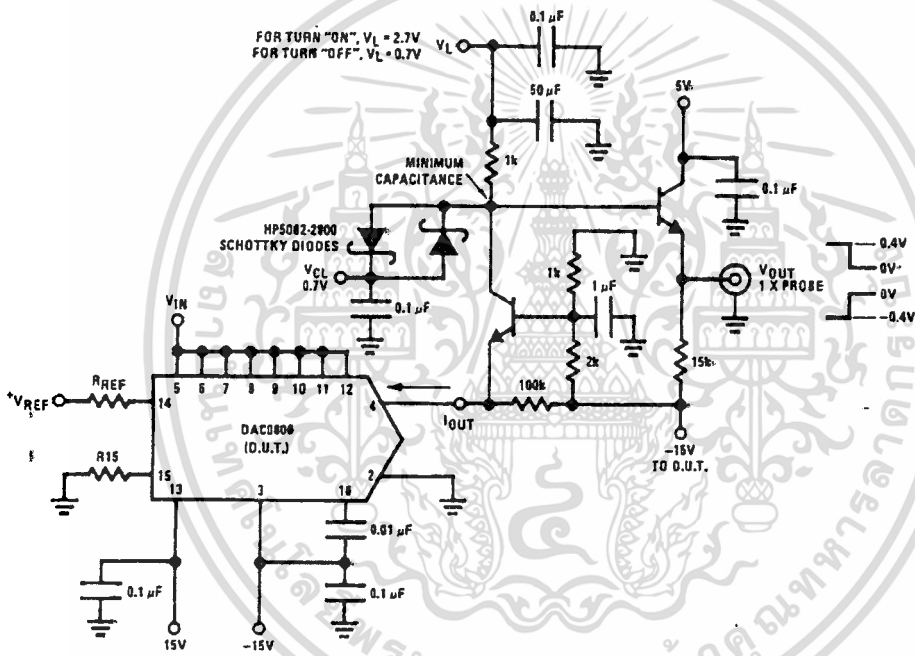 FOR TURN "ON", VL = 2.7V
FOR TURN "OFF", VL = 0.7V
VL
0.1 µF
50 µF
5V
1k
MINIMUM
CAPACITANCE
0.1 µF
HP5082-2800
SCHOTTKY DIODES
VCL
0.7V
0.1 µF
1k
1 µF
2k
VOUT
1 X PROBE
0.4V
0V
0V
-0.4V
15k
VIN
5 6 7 8 9 10 11 12
+VREF
RREF
14
4
100k
IOUT
DAC0808
(D.U.T.)
-15V
TO D.U.T.
R15
15
2
13
3
16
0.01 µF
0.1 µF
0.1 µF
15V
-15V